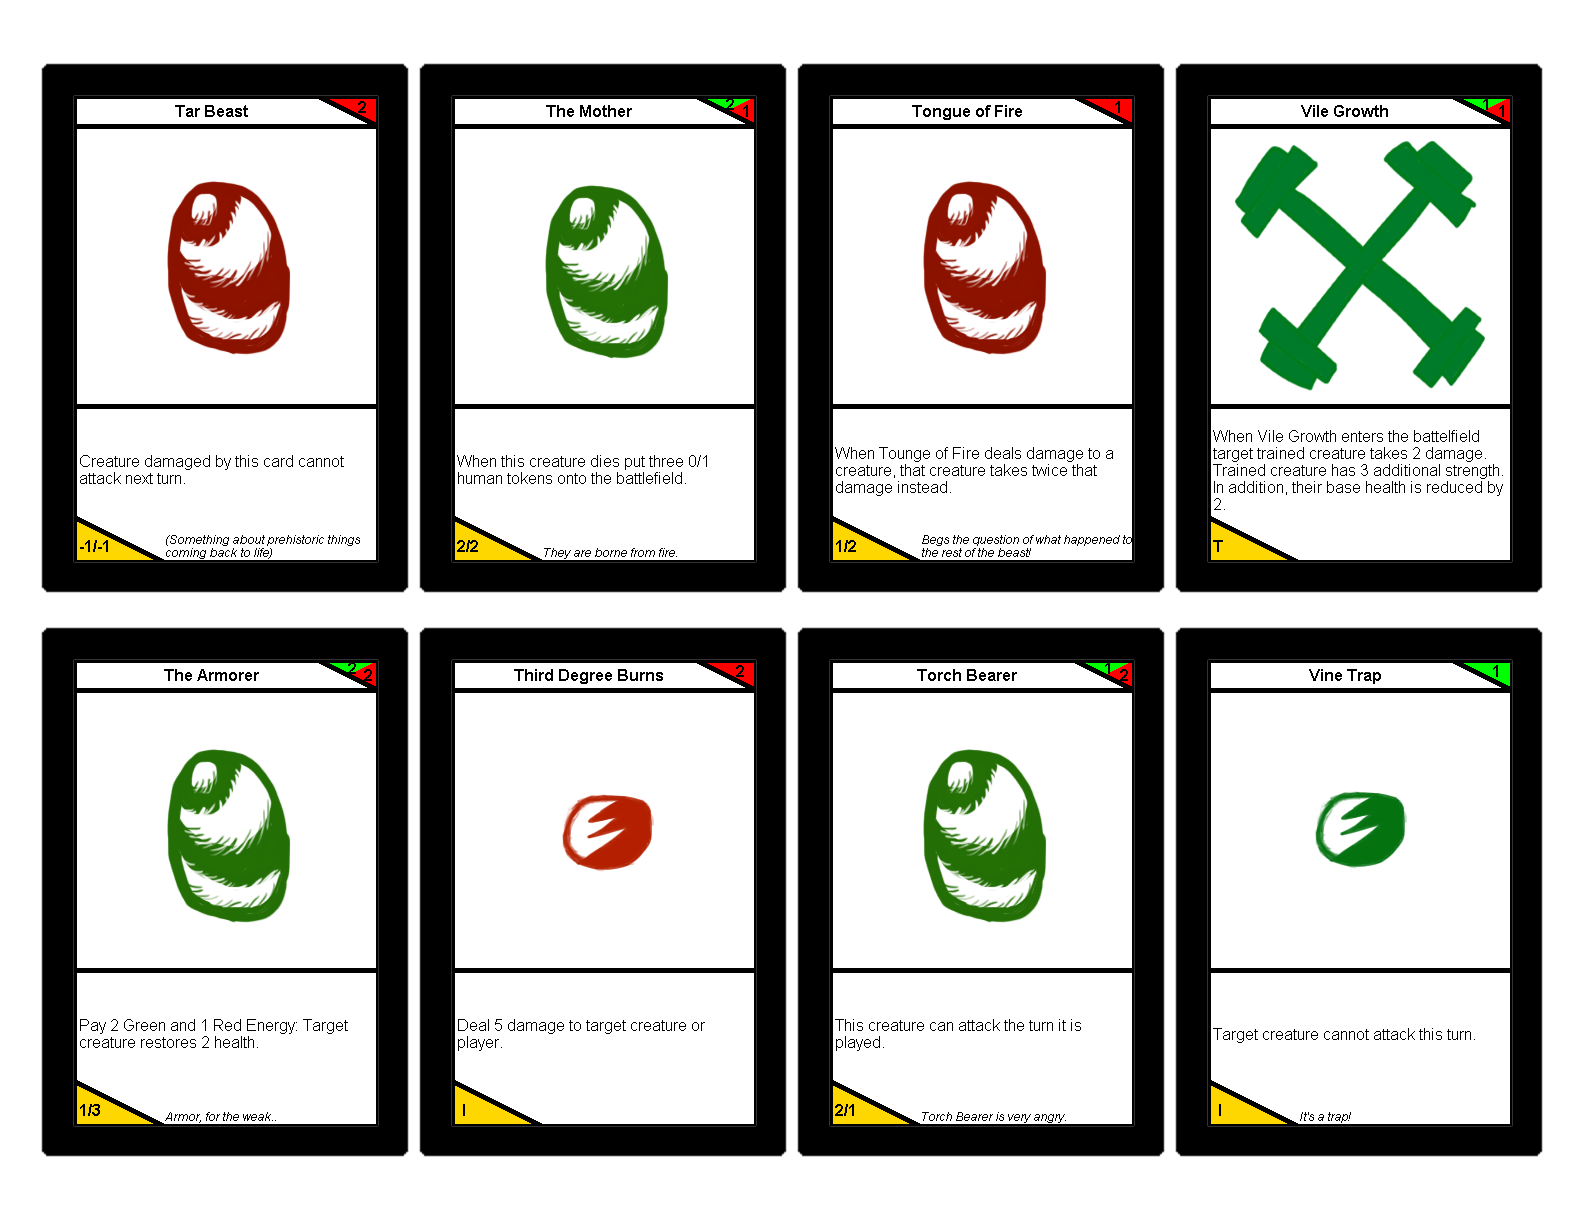 Tar Beast
2
Creature damaged by this card cannot
attack next turn.
-1/-1
(Something about prehistoric things
coming back to life)
The Mother
2
1
When this creature dies put three 0/1
human tokens onto the battlefield.
2/2
They are borne from fire.
Tongue of Fire
1
When Tounge of Fire deals damage to a
creature, that creature takes twice that
damage instead.
1/2
Begs the question of what happened to
the rest of the beast!
Vile Growth
1
1
When Vile Growth enters the battelfield
target trained creature takes 2 damage.
Trained creature has 3 additional strength.
In addition, their base health is reduced by
2.
T
The Armorer
2
2
Pay 2 Green and 1 Red Energy: Target
creature restores 2 health.
1/3
Armor, for the weak..
Third Degree Burns
2
Deal 5 damage to target creature or
player.
I
Torch Bearer
1
2
This creature can attack the turn it is
played.
2/1
Torch Bearer is very angry.
Vine Trap
1
Target creature cannot attack this turn.
I
It's a trap!